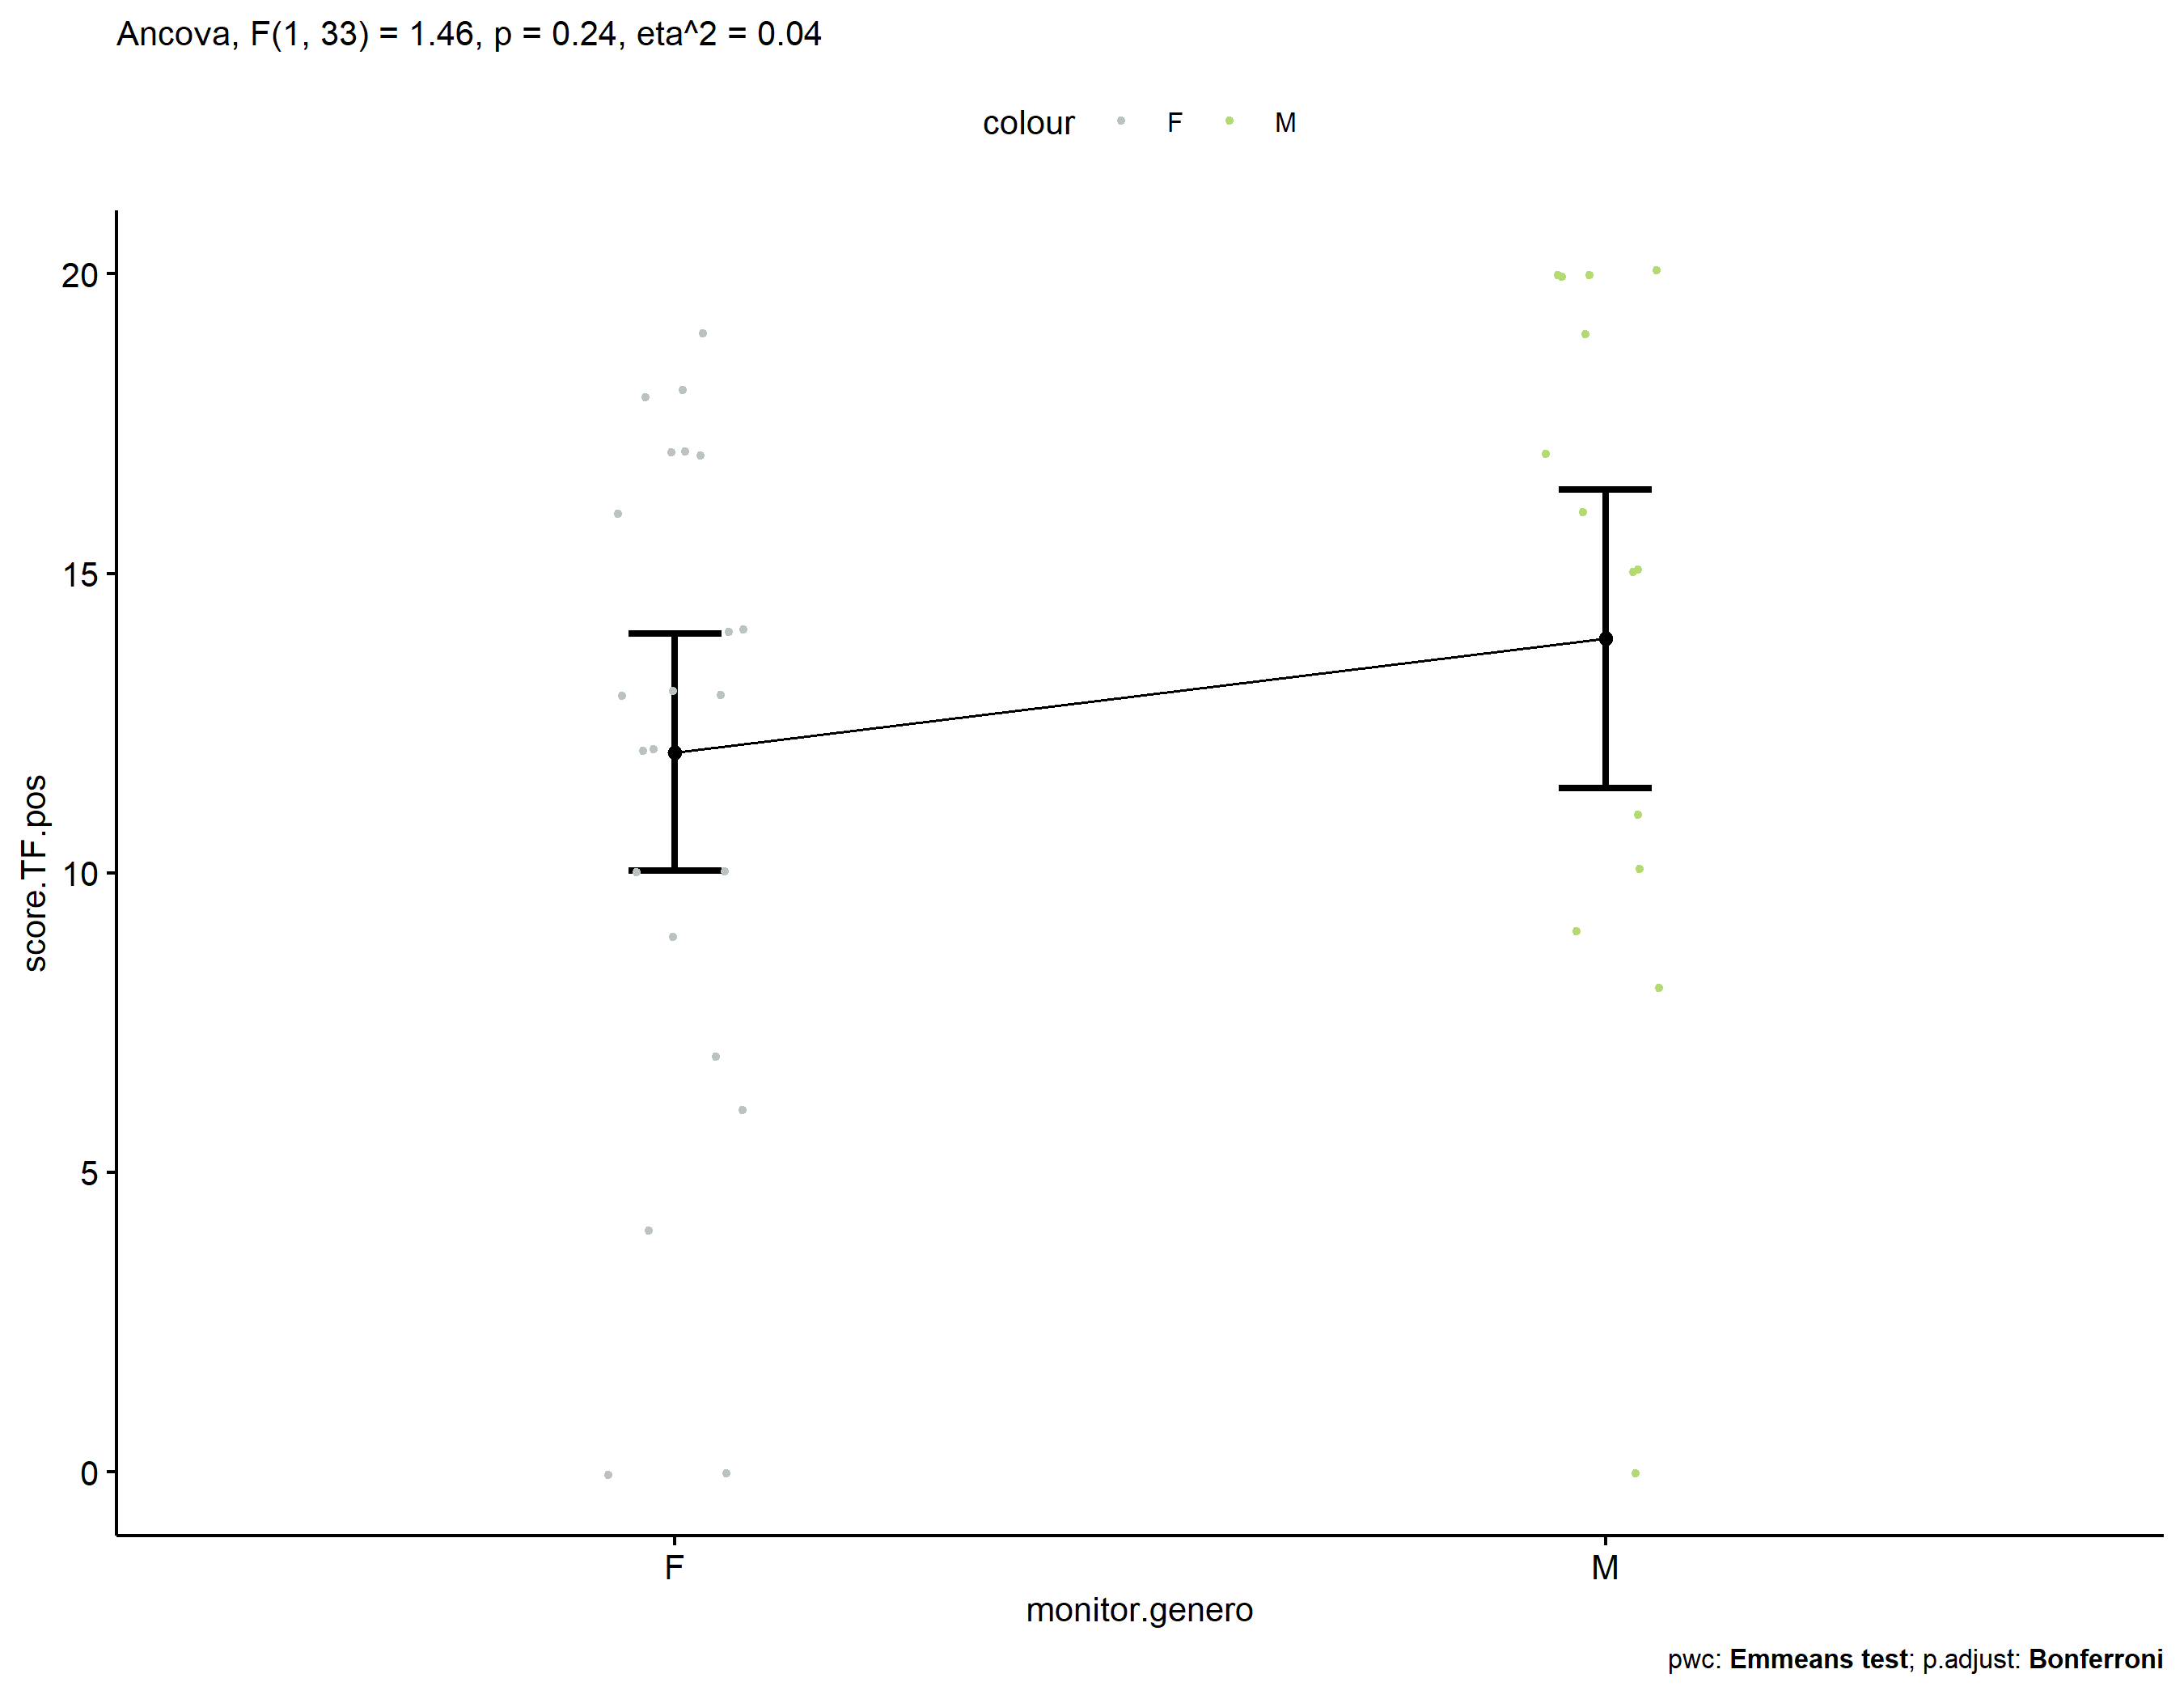 Ancova, F(1, 33) = 1.46, p = 0.24, eta^2 = 0.04
colour F M
20
15
10
5
0
score.TF.pos
F M
monitor.genero
pwc: Emmeans test; p.adjust: Bonferroni